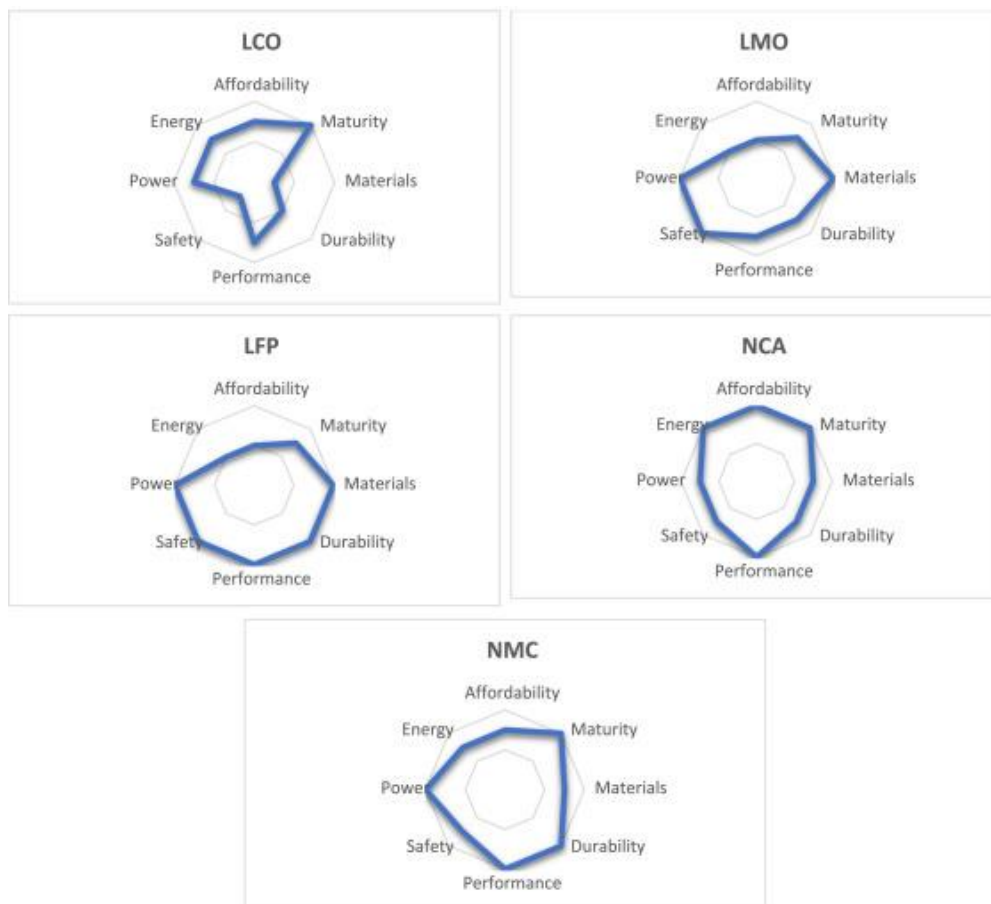 LCO
Affordability
Energy
Maturity
Power
Materials
Safety
Durability
Performance
LMO
Affordability
Energy
Maturity
Power
Materials
Safety
Durability
Performance
LFP
Affordability
Energy
Maturity
Power
Materials
Safety
Durability
Performance
NCA
Affordability
Energy
Maturity
Power
Materials
Safety
Durability
Performance
NMC
Affordability
Energy
Maturity
Power
Materials
Safety
Durability
Performance